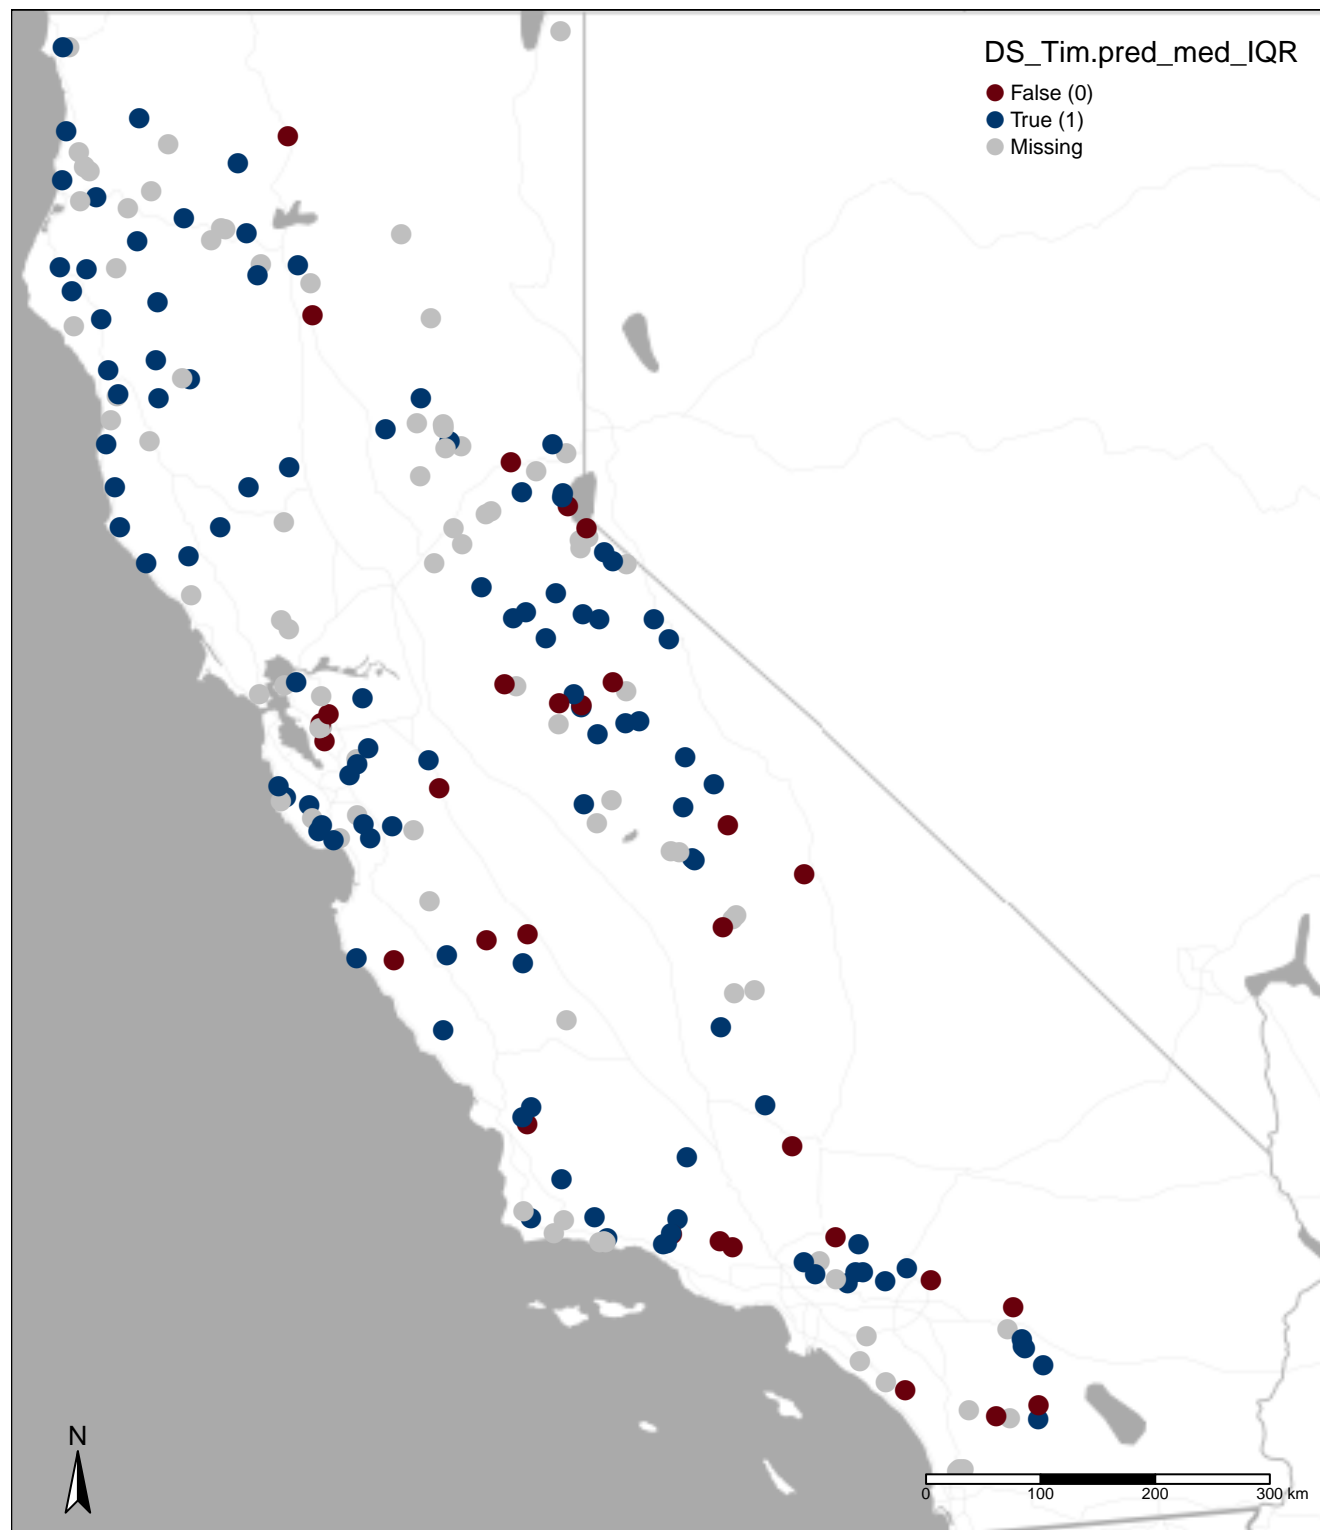 DS_Tim.pred_med_IQR
False (0)
True (1)
Missing
N
0 100 200 300 km